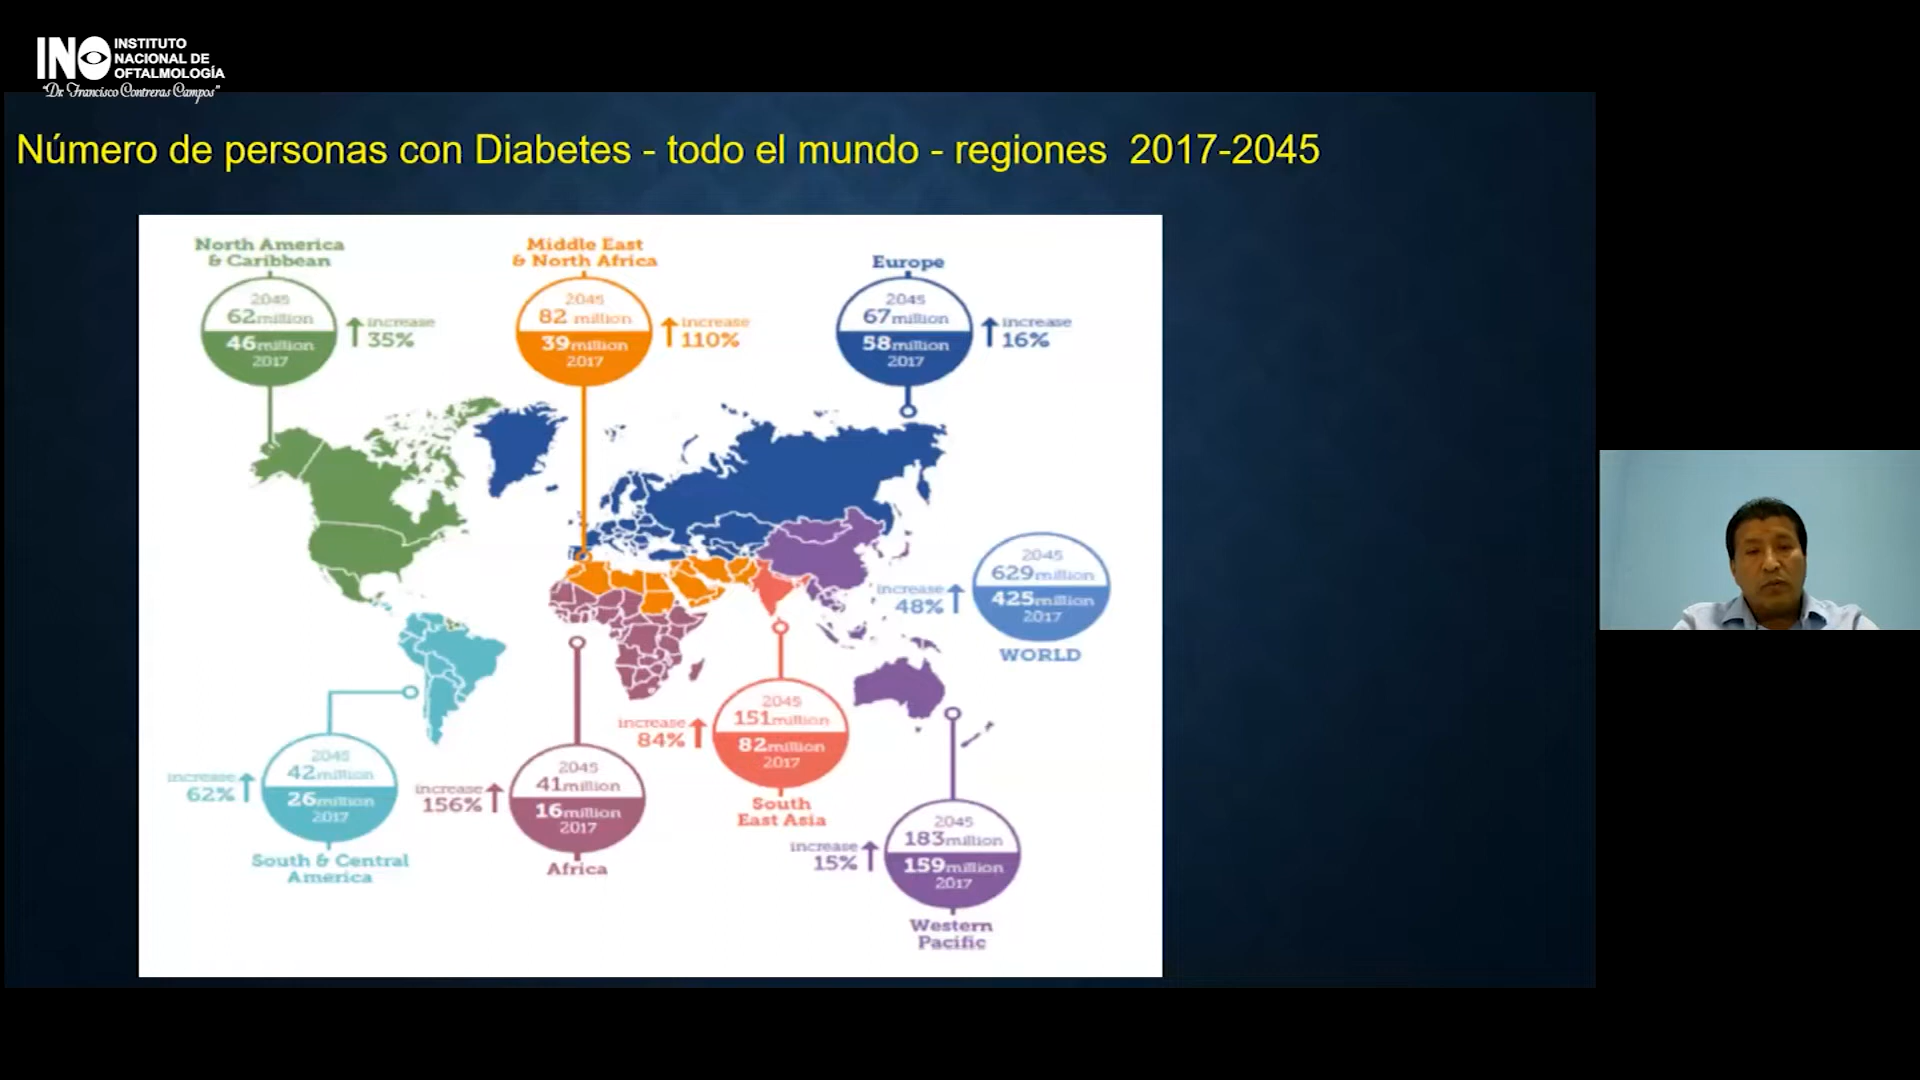 INO INSTITUTO
NACIONAL DE
OFTALMOLOGÍA
"Dr. Francisco Contreras Campos"
Número de personas con Diabetes - todo el mundo - regiones 2017-2045
North America
& Caribbean
2045
62 million
46 million
2017
increase
35%
Middle East
& North Africa
2045
82 million
39 million
2017
increase
110%
Europe
2045
67 million
58 million
2017
increase
16%
2045
629 million
425 million
2017
WORLD
increase
48%
2045
42 million
26 million
2017
South & Central
America
increase
62%
2045
41 million
16 million
2017
Africa
increase
156%
2045
151 million
82 million
2017
South
East Asia
increase
84%
2045
183 million
159 million
2017
Western
Pacific
increase
15%